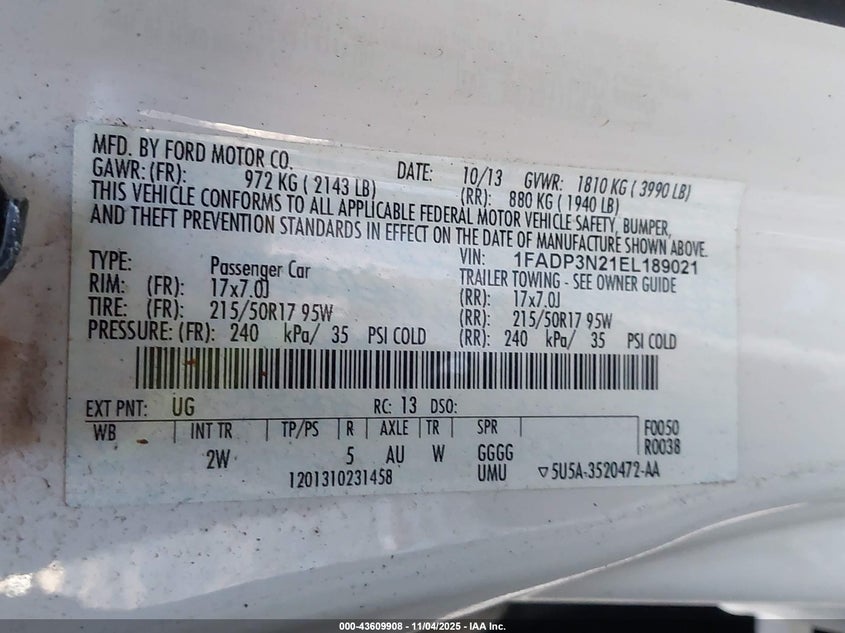 MFD. BY FORD MOTOR CO. DATE: 10/13 GVWR: 1810 KG ( 3990 LB)
GAWR: (FR): 972 KG ( 2143 LB) (RR): 880 KG ( 1940 LB)
THIS VEHICLE CONFORMS TO ALL APPLICABLE FEDERAL MOTOR VEHICLE SAFETY, BUMPER,
AND THEFT PREVENTION STANDARDS IN EFFECT ON THE DATE OF MANUFACTURE SHOWN ABOVE.
VIN: 1FADP3N21EL189021
TYPE: Passenger Car TRAILER TOWING - SEE OWNER GUIDE
RIM: (FR): 17x7.0J (RR): 17x7.0J
TIRE: (FR): 215/50R17 95W (RR): 215/50R17 95W
PRESSURE: (FR): 240 kPa/ 35 PSI COLD (RR): 240 kPa/ 35 PSI COLD
EXT PNT: UG RC: 13 DSO:
WB INT TR TP/PS R AXLE TR SPR F0050
2W 5 AU W GGGG R0038
1201310231458 UMU ▽5U5A-3520472-AA
000-43609908 - 11/04/2025 - IAA Inc.